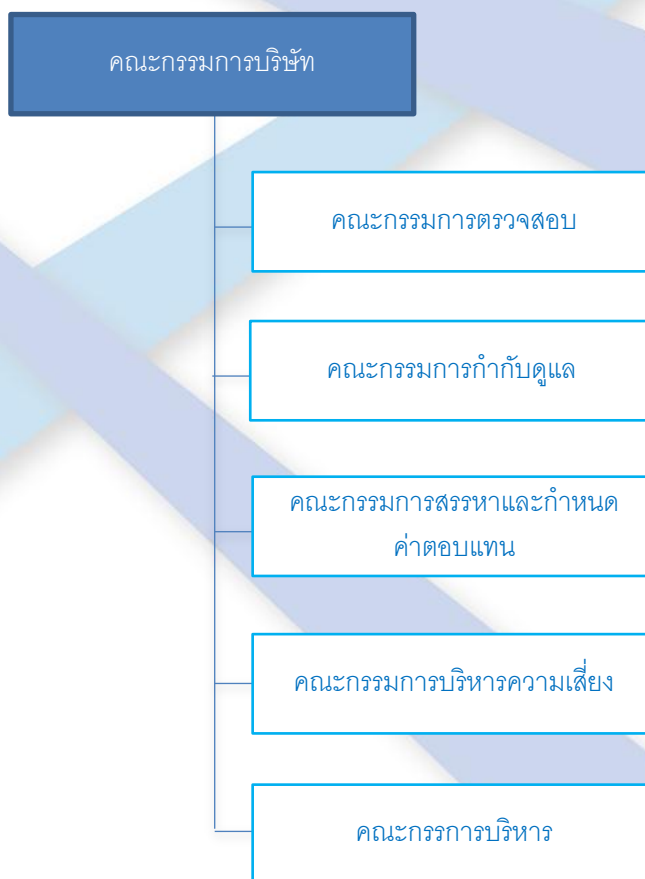 คณะกรรมการบริษัท
คณะกรรมการตรวจสอบ
คณะกรรมการกำกับดูแล
คณะกรรมการสรรหาและกำหนด
ค่าตอบแทน
คณะกรรมการบริหารความเสี่ยง
คณะกรรการบริหาร